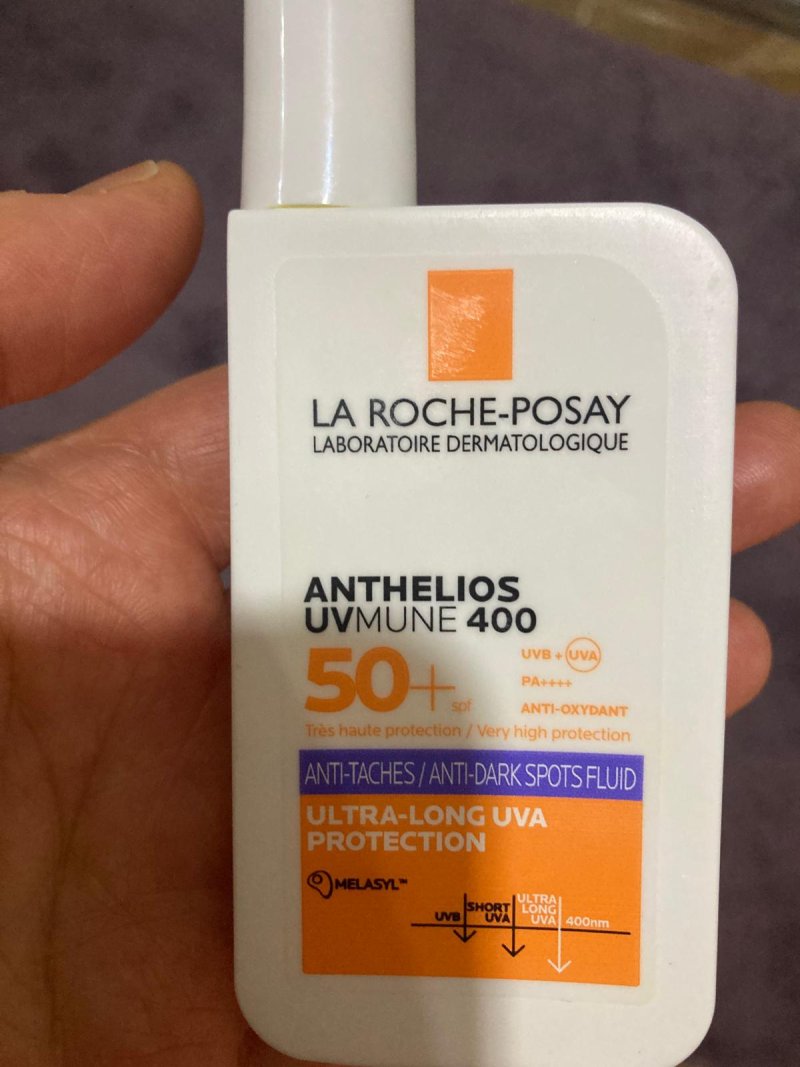 LA ROCHE-POSAY
LABORATOIRE DERMATOLOGIQUE
ANTHELIOS
UVMUNE 400
50+ spf
UVB + UVA
PA++++
ANTI-OXYDANT
Très haute protection / Very high protection
ANTI-TACHES / ANTI-DARK SPOTS FLUID
ULTRA-LONG UVA
PROTECTION
MELASYL™
UVB
SHORT
UVA
ULTRA
LONG
UVA
400nm